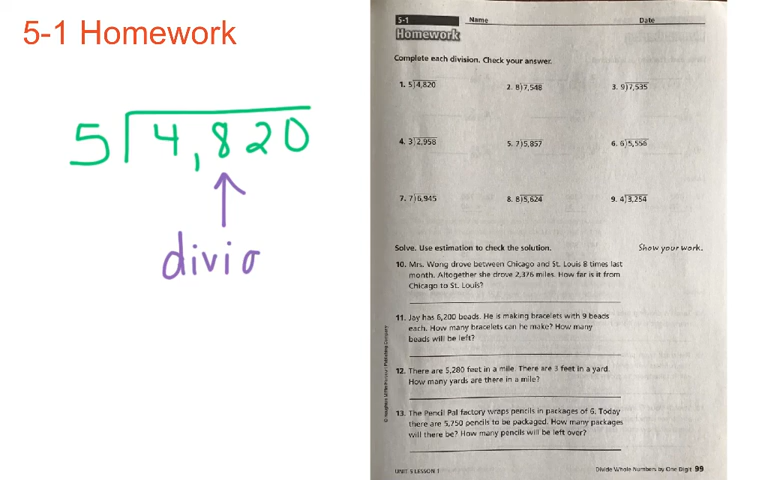 5-1 Homework
5 4,820
divio
5-1 Name Date
Homework
Complete each division. Check your answer.
1. 5)4,820
2. 8)7,548
3. 9)7,535
4. 3)2,958
5. 7)5,857
6. 6)5,556
7. 7)6,945
8. 8)5,624
9. 4)3,254
Solve. Use estimation to check the solution. Show your work.
10. Mrs. Wong drove between Chicago and St. Louis 8 times last
month. Altogether she drove 2,376 miles. How far is it from
Chicago to St. Louis?
11. Jay has 6,200 beads. He is making bracelets with 9 beads
each. How many bracelets can he make? How many
beads will be left?
12. There are 5,280 feet in a mile. There are 3 feet in a yard.
How many yards are there in a mile?
13. The Pencil Pal factory wraps pencils in packages of 6. Today
there are 5,750 pencils to be packaged. How many packages
will there be? How many pencils will be left over?
© Houghton Mifflin Harcourt Publishing Company
UNIT 5 LESSON 1 Divide Whole Numbers by One Digit 99